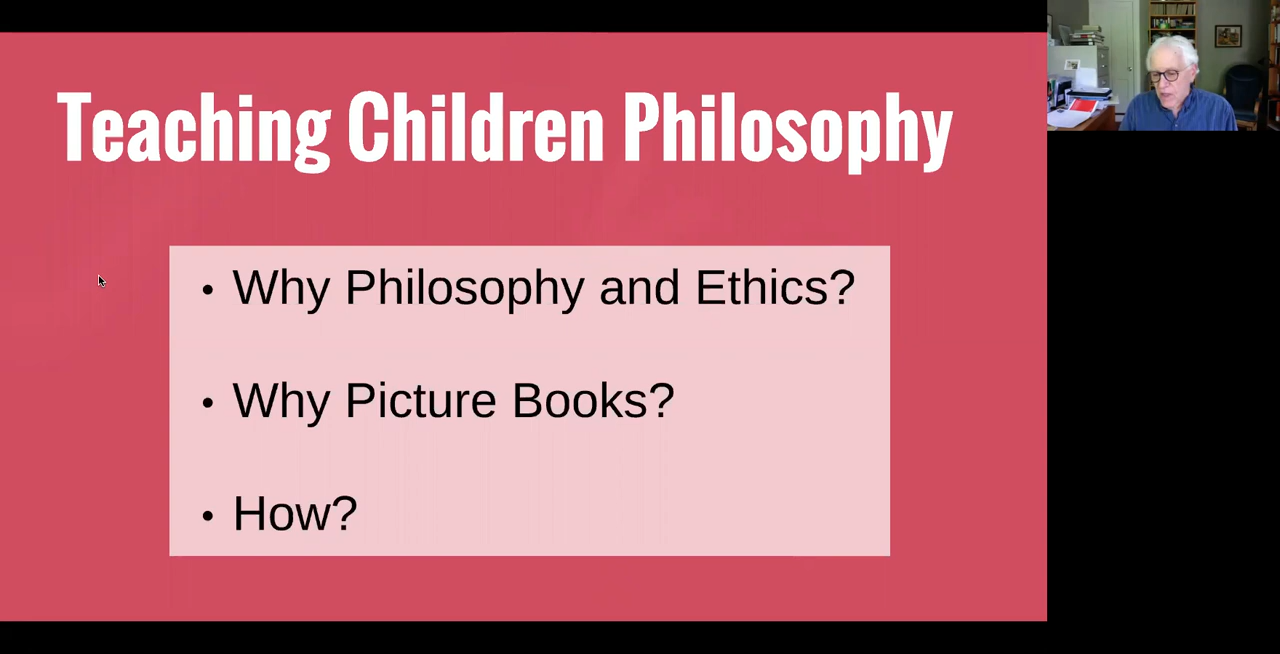 Teaching Children Philosophy
• Why Philosophy and Ethics?
• Why Picture Books?
• How?